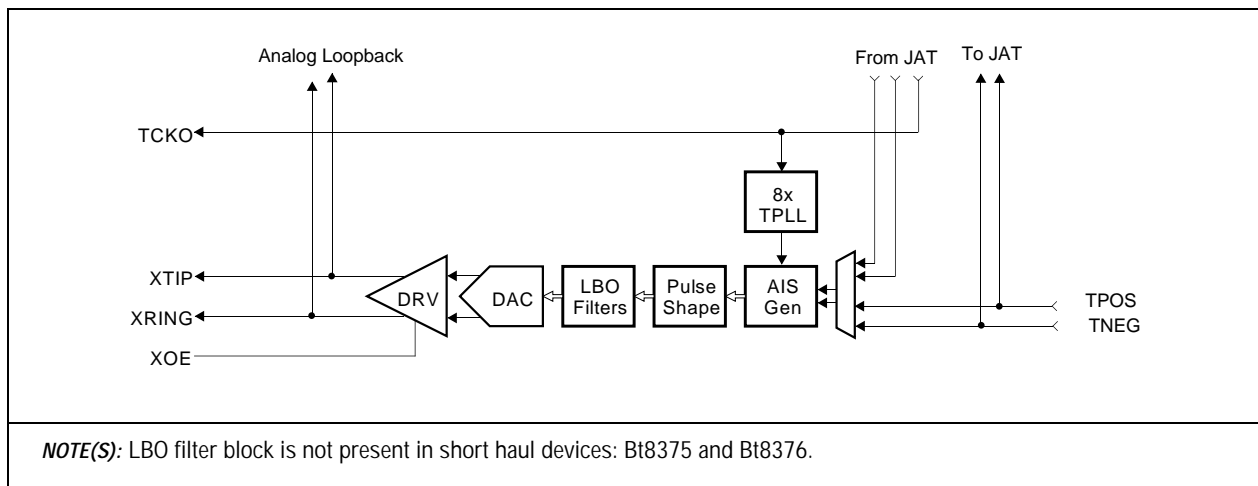 Analog Loopback
From JAT
To JAT
TCKO
8x
TPLL
XTIP
DRV
DAC
LBO
Filters
Pulse
Shape
AIS
Gen
TPOS
XRING
TNEG
XOE
NOTE(S): LBO filter block is not present in short haul devices: Bt8375 and Bt8376.